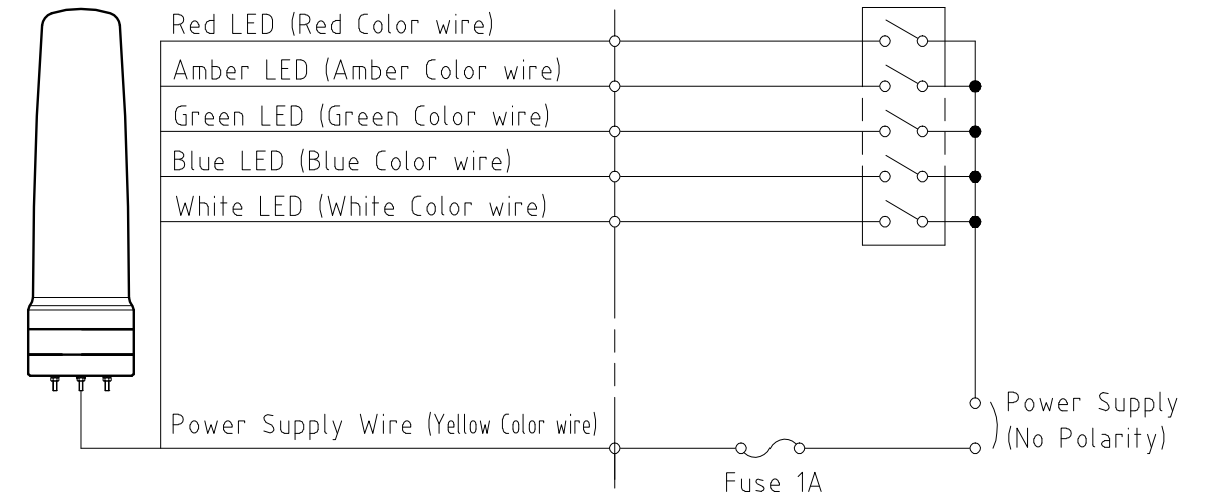 Red LED (Red Color wire)
Amber LED (Amber Color wire)
Green LED (Green Color wire)
Blue LED (Blue Color wire)
White LED (White Color wire)
Power Supply Wire (Yellow Color wire)
Power Supply
(No Polarity)
Fuse 1A